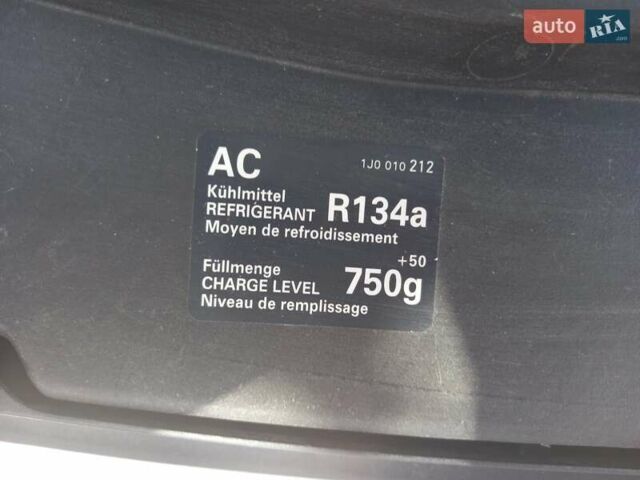 auto RIA.com
AC 1J0 010 212
Kühlmittel
REFRIGERANT R134a
Moyen de refroidissement
+50
Füllmenge
CHARGE LEVEL 750g
Niveau de remplissage